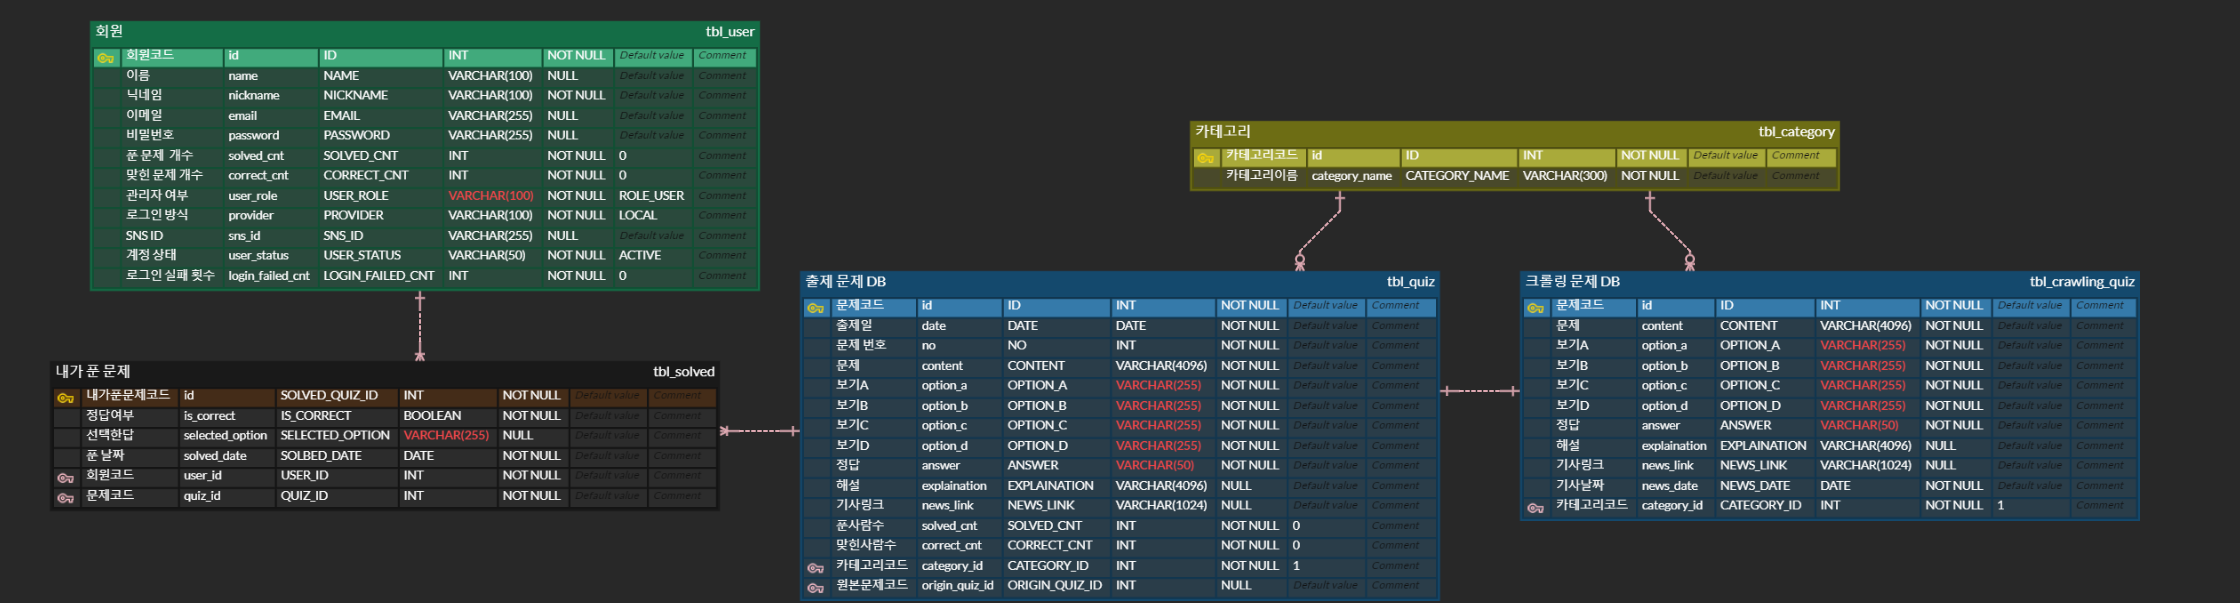 회원 tbl_user
회원코드 id ID INT NOT NULL Default value Comment
이름 name NAME VARCHAR(100) NULL Default value Comment
닉네임 nickname NICKNAME VARCHAR(100) NOT NULL Default value Comment
이메일 email EMAIL VARCHAR(255) NULL Default value Comment
비밀번호 password PASSWORD VARCHAR(255) NULL Default value Comment
푼 문제 개수 solved_cnt SOLVED_CNT INT NOT NULL 0 Comment
맞힌 문제 개수 correct_cnt CORRECT_CNT INT NOT NULL 0 Comment
관리자 여부 user_role USER_ROLE VARCHAR(100) NOT NULL ROLE_USER Comment
로그인 방식 provider PROVIDER VARCHAR(100) NOT NULL LOCAL Comment
SNS ID sns_id SNS_ID VARCHAR(255) NULL Default value Comment
계정 상태 user_status USER_STATUS VARCHAR(50) NOT NULL ACTIVE Comment
로그인 실패 횟수 login_failed_cnt LOGIN_FAILED_CNT INT NOT NULL 0 Comment
카테고리 tbl_category
카테고리코드 id ID INT NOT NULL Default value Comment
카테고리이름 category_name CATEGORY_NAME VARCHAR(300) NOT NULL Default value Comment
내가 푼 문제 tbl_solved
내가푼문제코드 id SOLVED_QUIZ_ID INT NOT NULL Default value Comment
정답여부 is_correct IS_CORRECT BOOLEAN NOT NULL Default value Comment
선택한답 selected_option SELECTED_OPTION VARCHAR(255) NULL Default value Comment
푼 날짜 solved_date SOLBED_DATE DATE NOT NULL Default value Comment
회원코드 user_id USER_ID INT NOT NULL Default value Comment
문제코드 quiz_id QUIZ_ID INT NOT NULL Default value Comment
출제 문제 DB tbl_quiz
문제코드 id ID INT NOT NULL Default value Comment
출제일 date DATE DATE NOT NULL Default value Comment
문제 번호 no NO INT NOT NULL Default value Comment
문제 content CONTENT VARCHAR(4096) NOT NULL Default value Comment
보기A option_a OPTION_A VARCHAR(255) NOT NULL Default value Comment
보기B option_b OPTION_B VARCHAR(255) NOT NULL Default value Comment
보기C option_c OPTION_C VARCHAR(255) NOT NULL Default value Comment
보기D option_d OPTION_D VARCHAR(255) NOT NULL Default value Comment
정답 answer ANSWER VARCHAR(50) NOT NULL Default value Comment
해설 explaination EXPLAINATION VARCHAR(4096) NULL Default value Comment
기사링크 news_link NEWS_LINK VARCHAR(1024) NULL Default value Comment
푼사람수 solved_cnt SOLVED_CNT INT NOT NULL 0 Comment
맞힌사람수 correct_cnt CORRECT_CNT INT NOT NULL 0 Comment
카테고리코드 category_id CATEGORY_ID INT NOT NULL 1 Comment
원본문제코드 origin_quiz_id ORIGIN_QUIZ_ID INT NULL Default value Comment
크롤링 문제 DB tbl_crawling_quiz
문제코드 id ID INT NOT NULL Default value Comment
문제 content CONTENT VARCHAR(4096) NOT NULL Default value Comment
보기A option_a OPTION_A VARCHAR(255) NOT NULL Default value Comment
보기B option_b OPTION_B VARCHAR(255) NOT NULL Default value Comment
보기C option_c OPTION_C VARCHAR(255) NOT NULL Default value Comment
보기D option_d OPTION_D VARCHAR(255) NOT NULL Default value Comment
정답 answer ANSWER VARCHAR(50) NOT NULL Default value Comment
해설 explaination EXPLAINATION VARCHAR(4096) NULL Default value Comment
기사링크 news_link NEWS_LINK VARCHAR(1024) NULL Default value Comment
기사날짜 news_date NEWS_DATE DATE NOT NULL Default value Comment
카테고리코드 category_id CATEGORY_ID INT NOT NULL 1 Comment